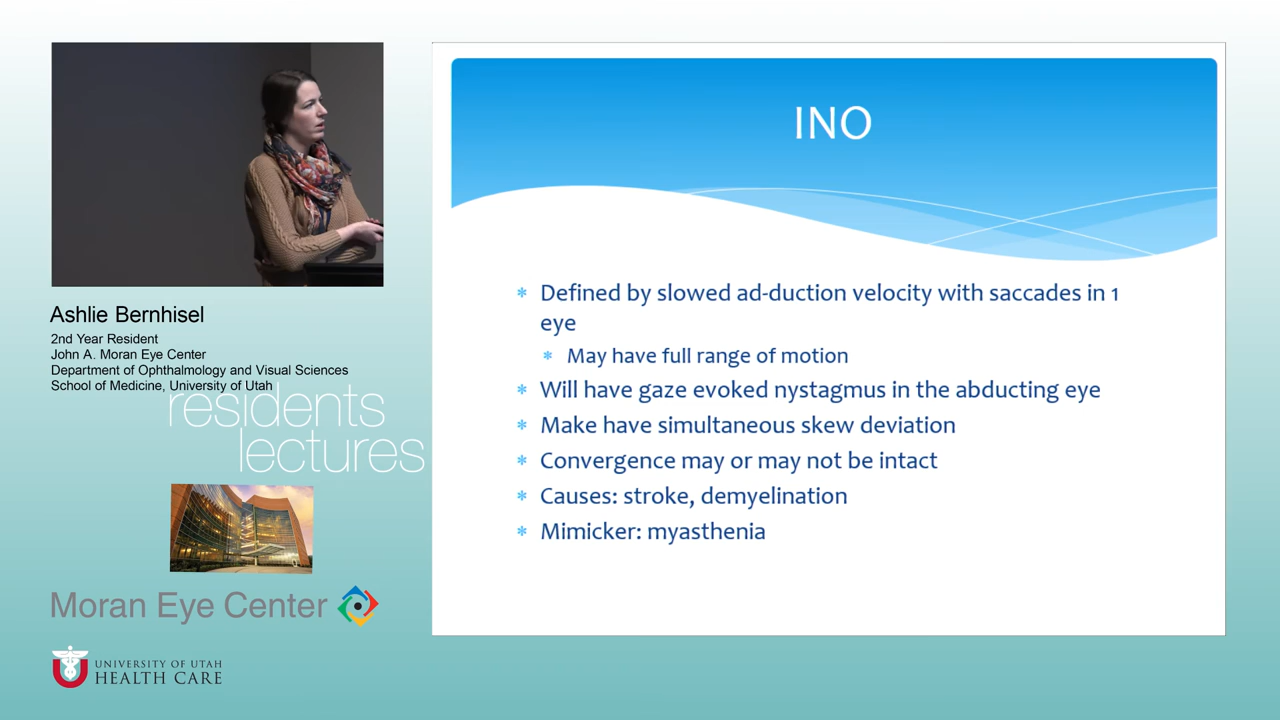 Ashlie Bernhisel
2nd Year Resident
John A. Moran Eye Center
Department of Ophthalmology and Visual Sciences
School of Medicine, University of Utah
residents
lectures
Moran Eye Center
UNIVERSITY OF UTAH
HEALTH CARE
INO
* Defined by slowed ad-duction velocity with saccades in 1
eye
* May have full range of motion
* Will have gaze evoked nystagmus in the abducting eye
* Make have simultaneous skew deviation
* Convergence may or may not be intact
* Causes: stroke, demyelination
* Mimicker: myasthenia